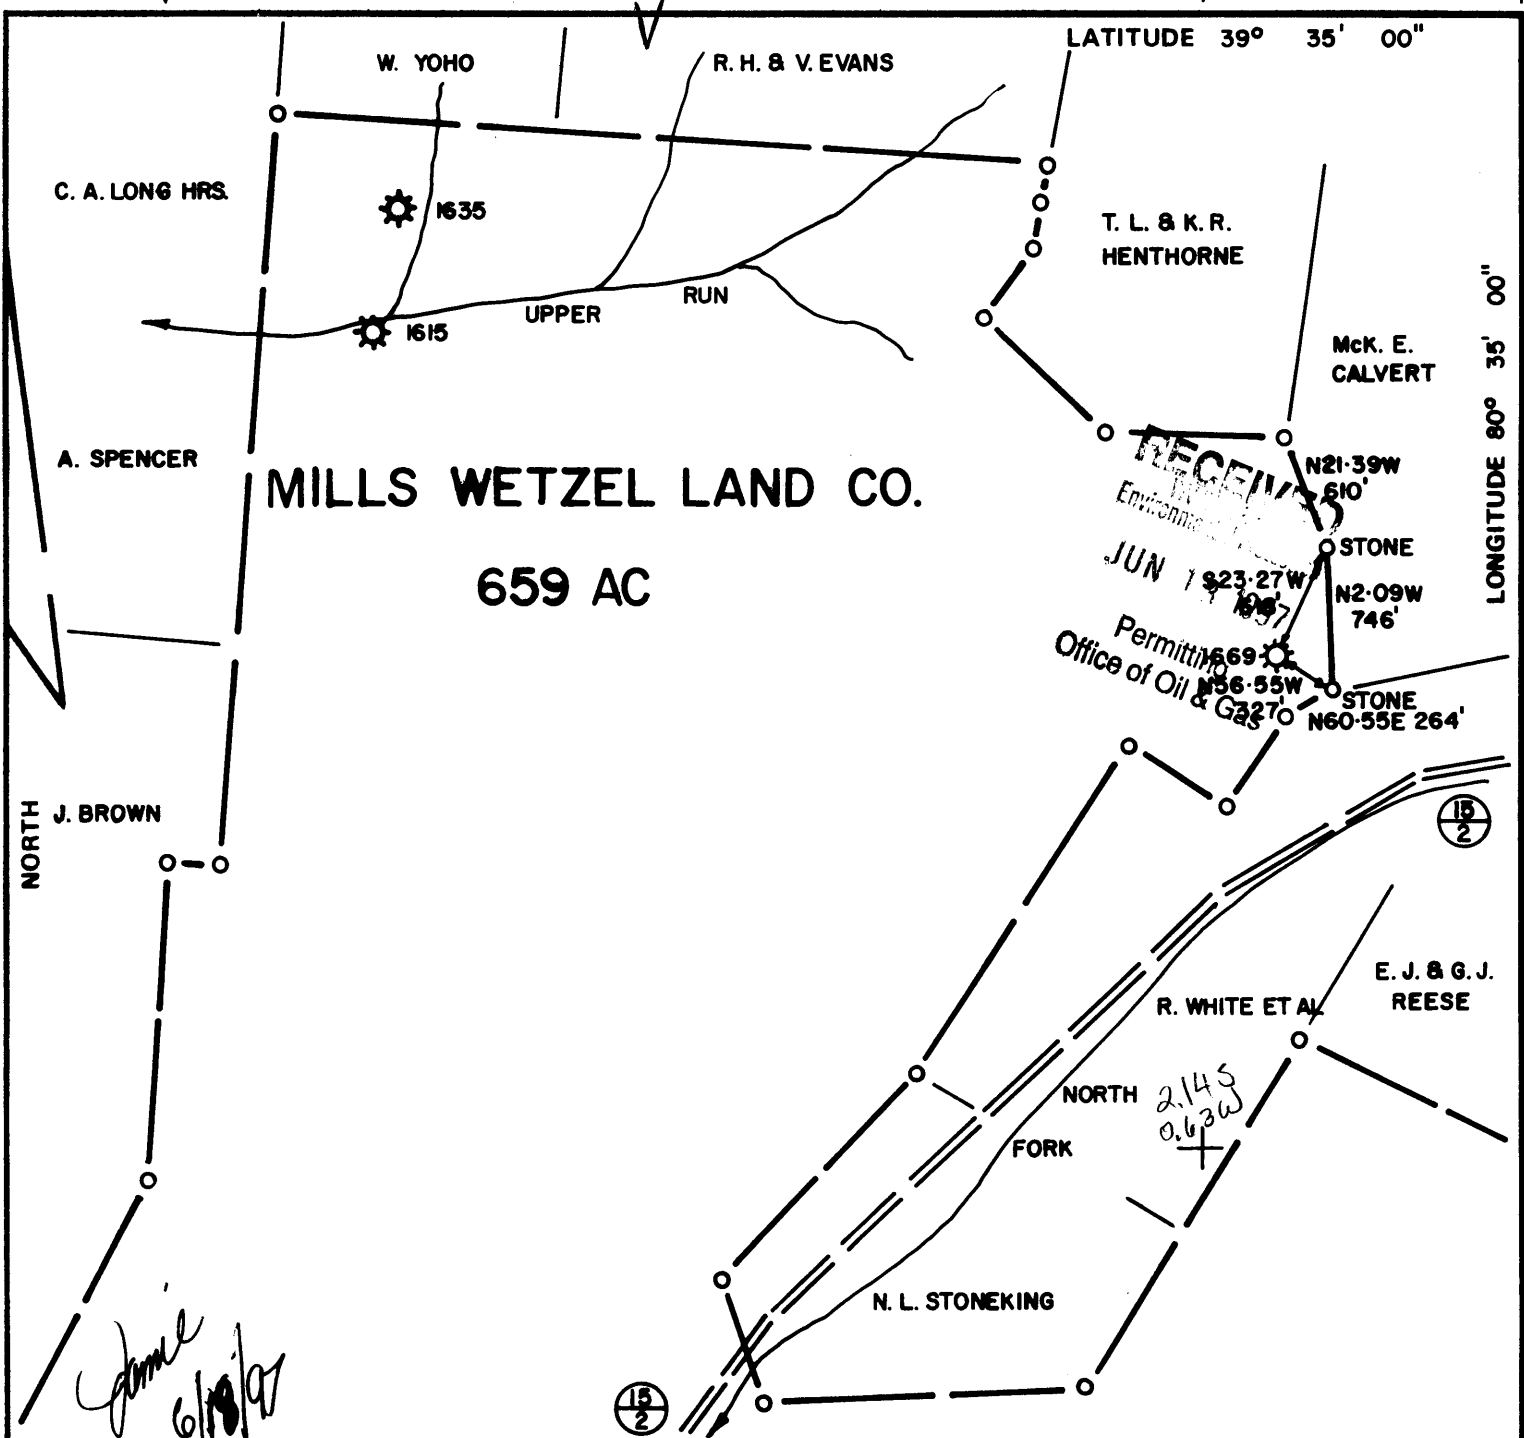 LATITUDE 39° 35' 00"
W. YOHO
R. H. & V. EVANS
C. A. LONG HRS.
1635
T. L. & K. R.
HENTHORNE
UPPER
RUN
1615
LONGITUDE 80° 35' 00"
McK. E.
CALVERT
A. SPENCER
MILLS WETZEL LAND CO.
659 AC
RECEIVED
N21·39W
610'
STONE
JUN
S23·27W
N2·09W
746'
Permitting
Office of Oil & Gas
1669
N56·55W
327'
STONE
N60·55E 264'
NORTH
J. BROWN
15
2
E. J. & G. J.
REESE
R. WHITE ET AL
NORTH
FORK
2.14S
0.63W
N. L. STONEKING
Jamie
6/18/97
15
2